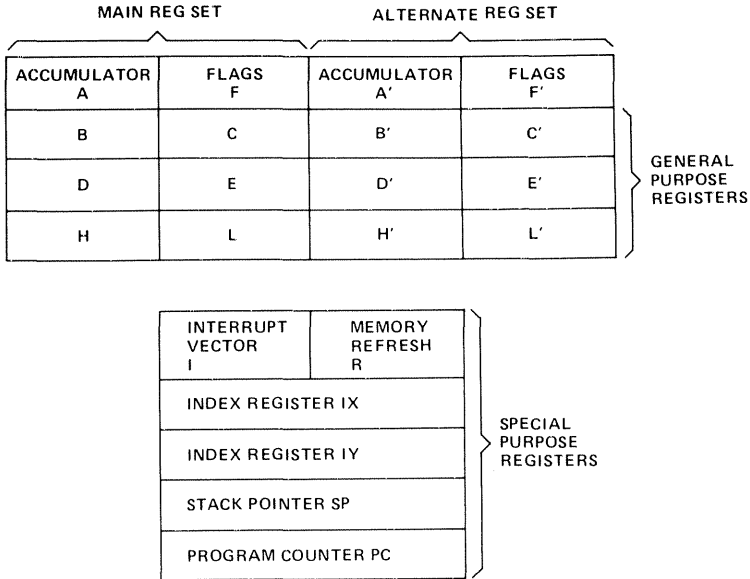 MAIN REG SET
ALTERNATE REG SET
ACCUMULATOR FLAGS ACCUMULATOR FLAGS
A F A′ F′
B C B′ C′
D E D′ E′
H L H′ L′
GENERAL
PURPOSE
REGISTERS
INTERRUPT MEMORY
VECTOR REFRESH
I R
INDEX REGISTER IX
INDEX REGISTER IY
STACK POINTER SP
PROGRAM COUNTER PC
SPECIAL
PURPOSE
REGISTERS